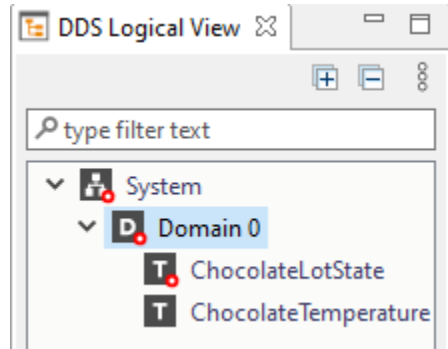 DDS Logical View
type filter text
System
D Domain 0
T ChocolateLotState
T ChocolateTemperature